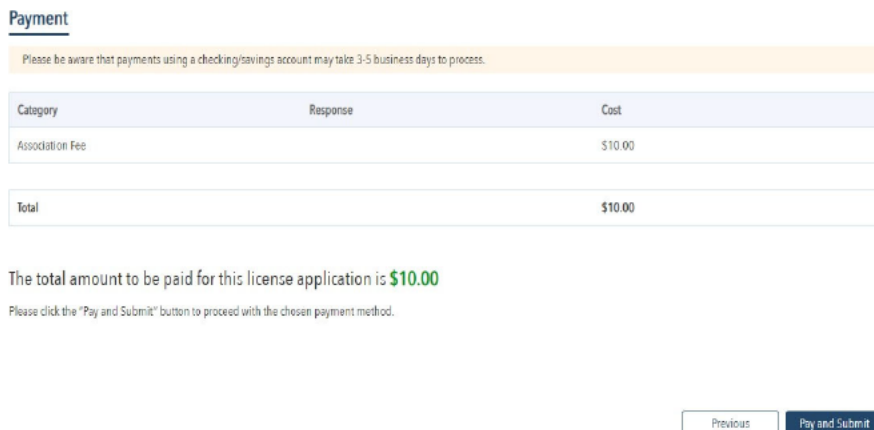 Payment
Please be aware that payments using a checking/savings account may take 3-5 business days to process.
Category Response Cost
Association Fee $10.00
Total $10.00
The total amount to be paid for this license application is $10.00
Please click the "Pay and Submit" button to proceed with the chosen payment method.
Previous Pay and Submit